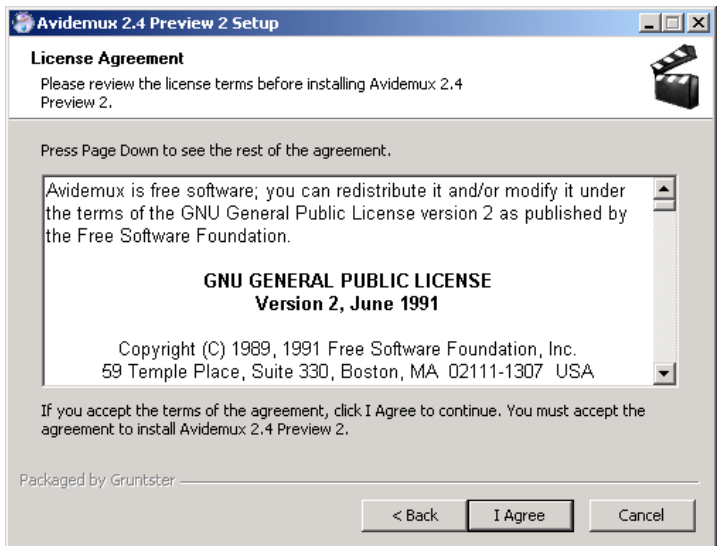 Avidemux 2.4 Preview 2 Setup
License Agreement
Please review the license terms before installing Avidemux 2.4
Preview 2.
Press Page Down to see the rest of the agreement.
Avidemux is free software; you can redistribute it and/or modify it under
the terms of the GNU General Public License version 2 as published by
the Free Software Foundation.
GNU GENERAL PUBLIC LICENSE
Version 2, June 1991
Copyright (C) 1989, 1991 Free Software Foundation, Inc.
59 Temple Place, Suite 330, Boston, MA  02111-1307  USA
If you accept the terms of the agreement, click I Agree to continue. You must accept the
agreement to install Avidemux 2.4 Preview 2.
Packaged by Gruntster
< Back I Agree Cancel